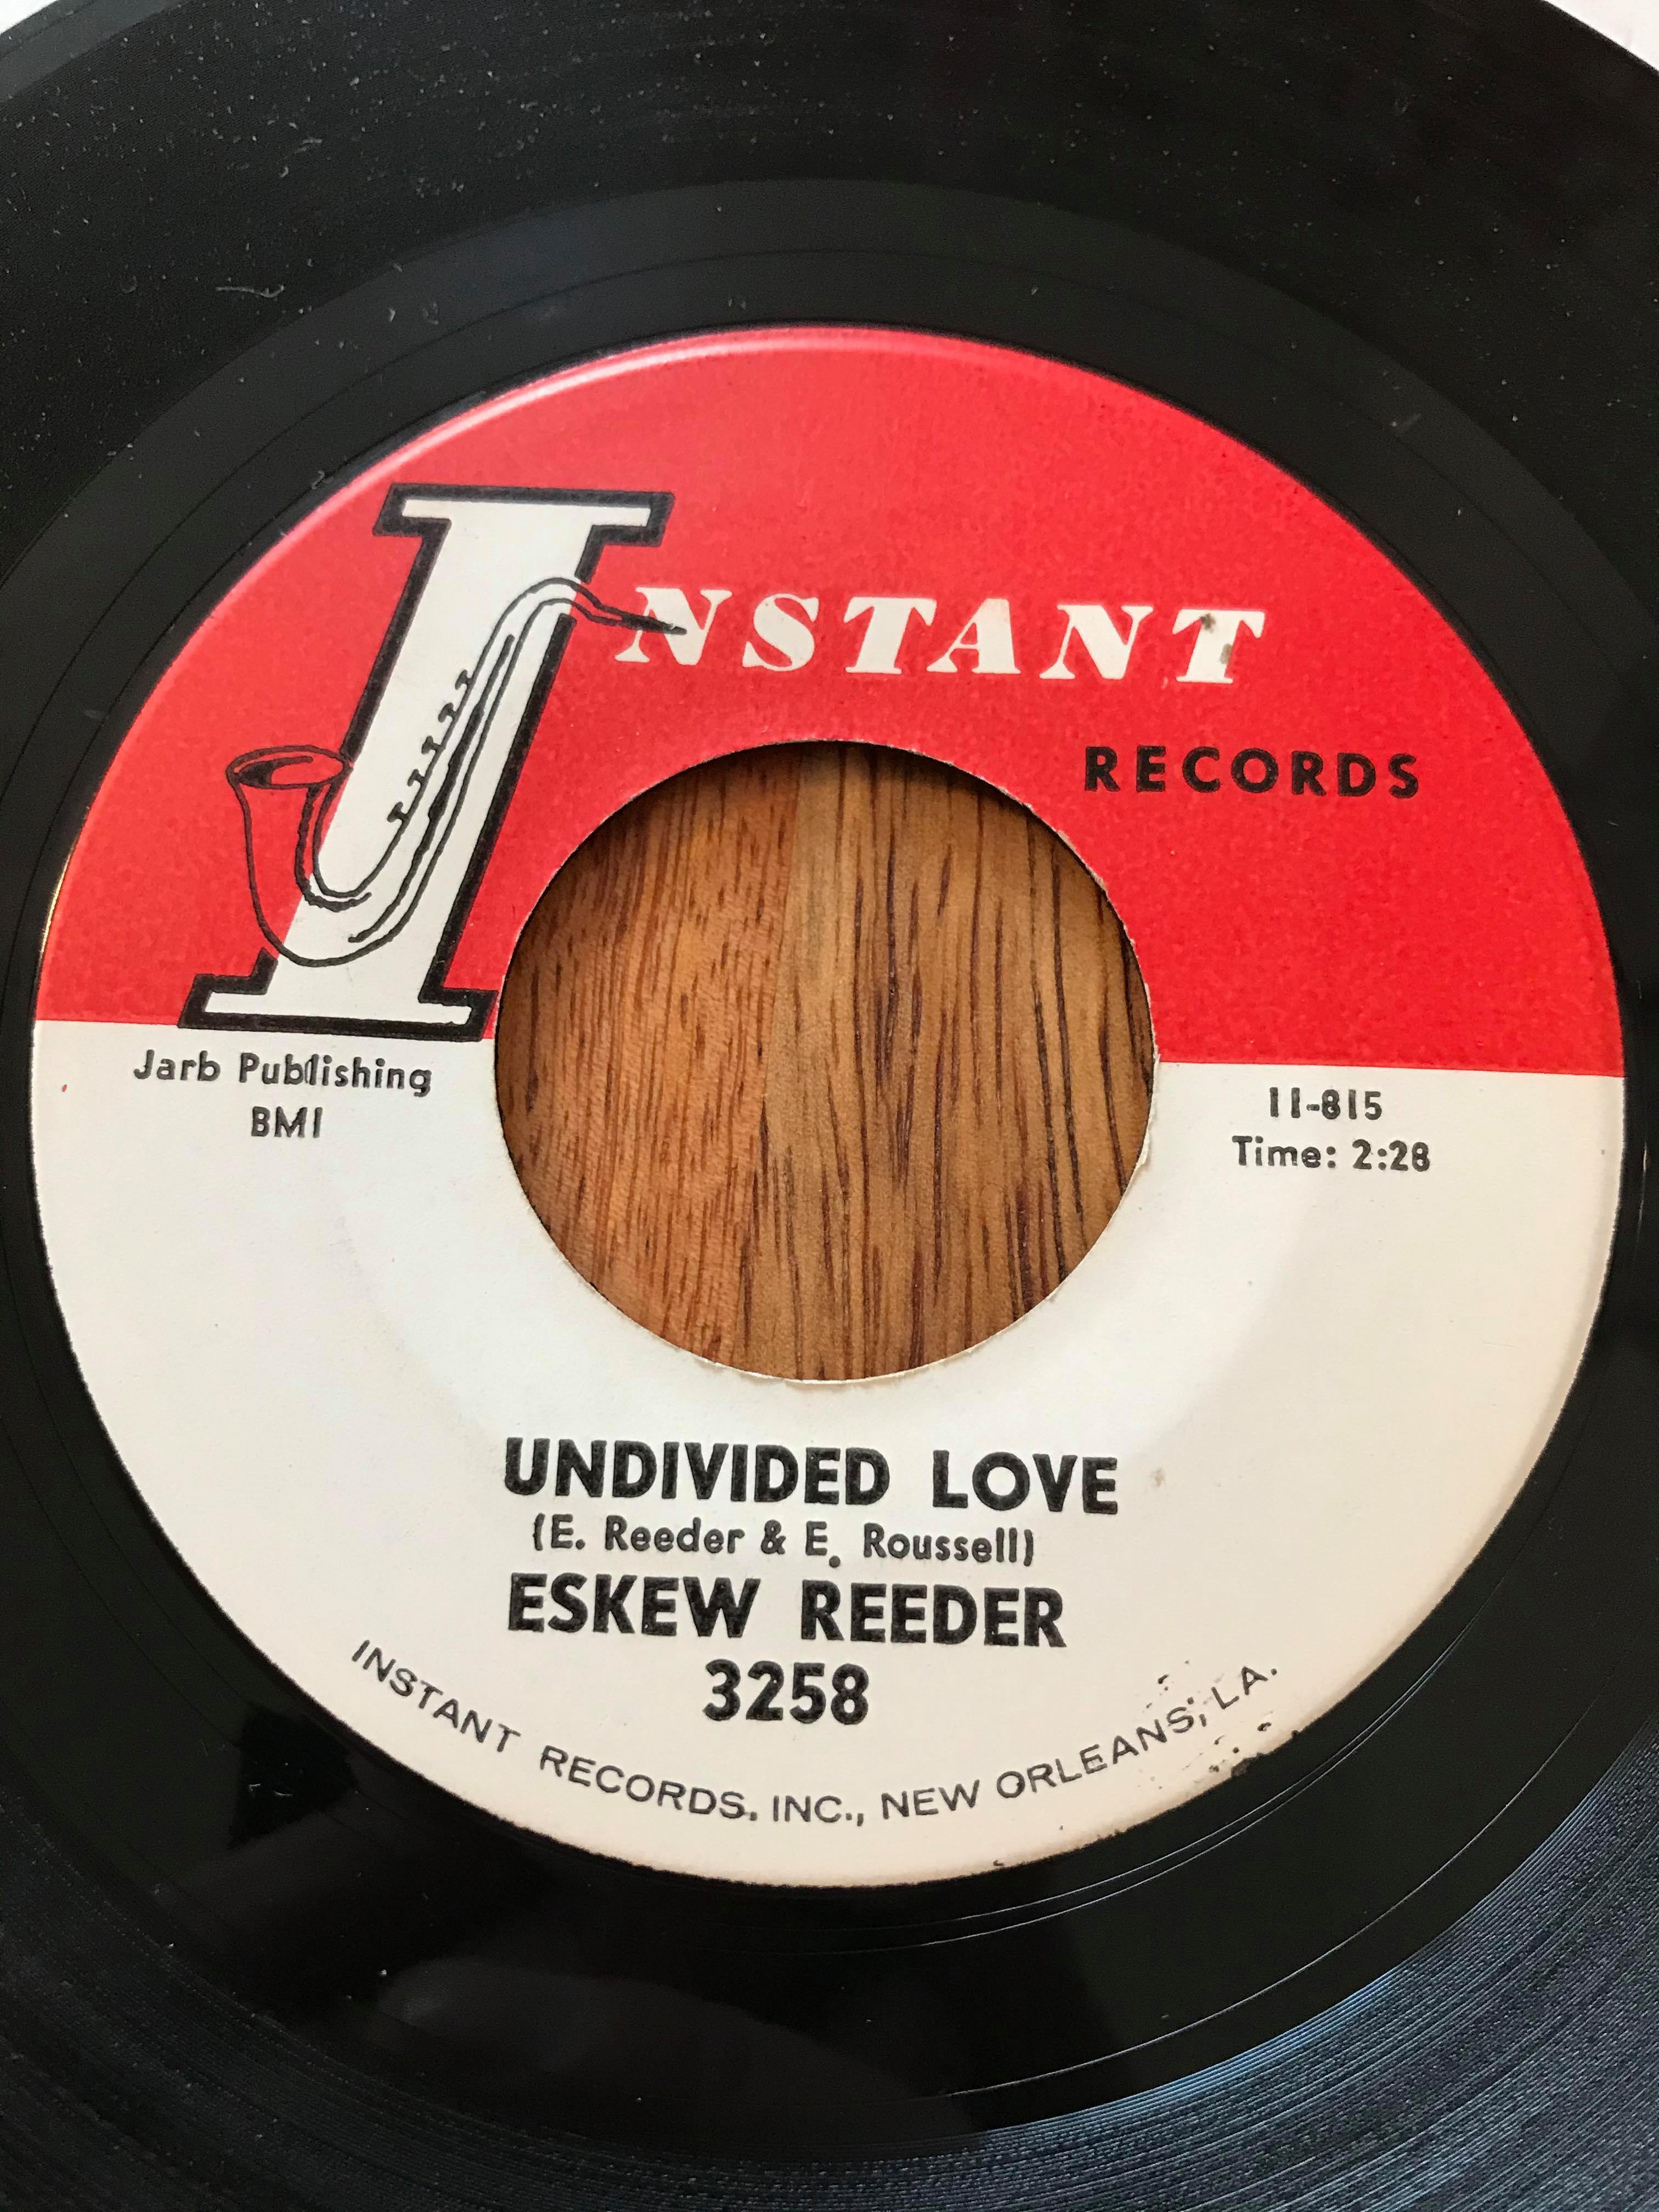 INSTANT
RECORDS
Jarb Publishing
BMI
11-815
Time: 2:28
UNDIVIDED LOVE
(E. Reeder & E. Roussell)
ESKEW REEDER
3258
INSTANT RECORDS, INC., NEW ORLEANS, LA.